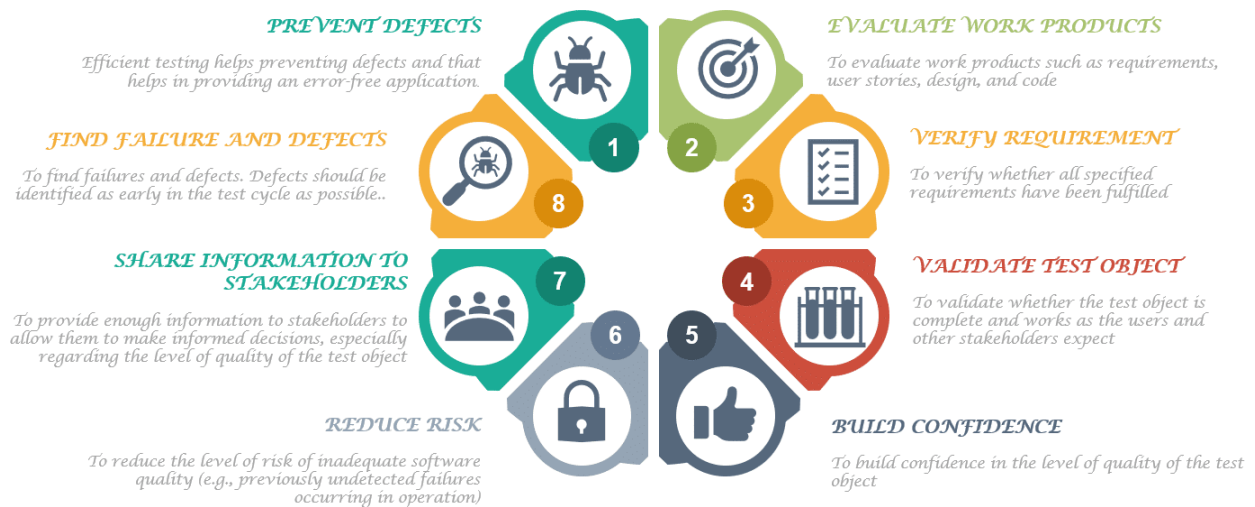 PREVENT DEFECTS
Efficient testing helps preventing defects and that
helps in providing an error-free application.
1
EVALUATE WORK PRODUCTS
To evaluate work products such as requirements,
user stories, design, and code
2
VERIFY REQUIREMENT
To verify whether all specified
requirements have been fulfilled
3
VALIDATE TEST OBJECT
To validate whether the test object is
complete and works as the users and
other stakeholders expect
4
BUILD CONFIDENCE
To build confidence in the level of quality of the test
object
5
REDUCE RISK
To reduce the level of risk of inadequate software
quality (e.g., previously undetected failures
occurring in operation)
6
SHARE INFORMATION TO
STAKEHOLDERS
To provide enough information to stakeholders to
allow them to make informed decisions, especially
regarding the level of quality of the test object
7
FIND FAILURE AND DEFECTS
To find failures and defects. Defects should be
identified as early in the test cycle as possible..
8